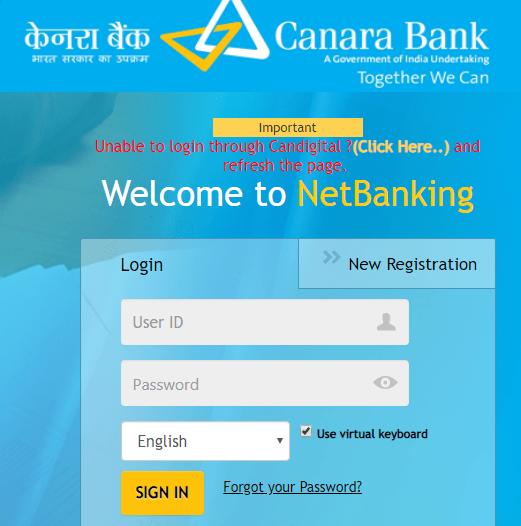 केनरा बैंक
भारत सरकार का उपक्रम
Canara Bank
A Government of India Undertaking
Together We Can
Important
Unable to login through Candigital ?(Click Here..) and
refresh the page.
Welcome to NetBanking
Login
New Registration
User ID
Password
English
Use virtual keyboard
SIGN IN
Forgot your Password?